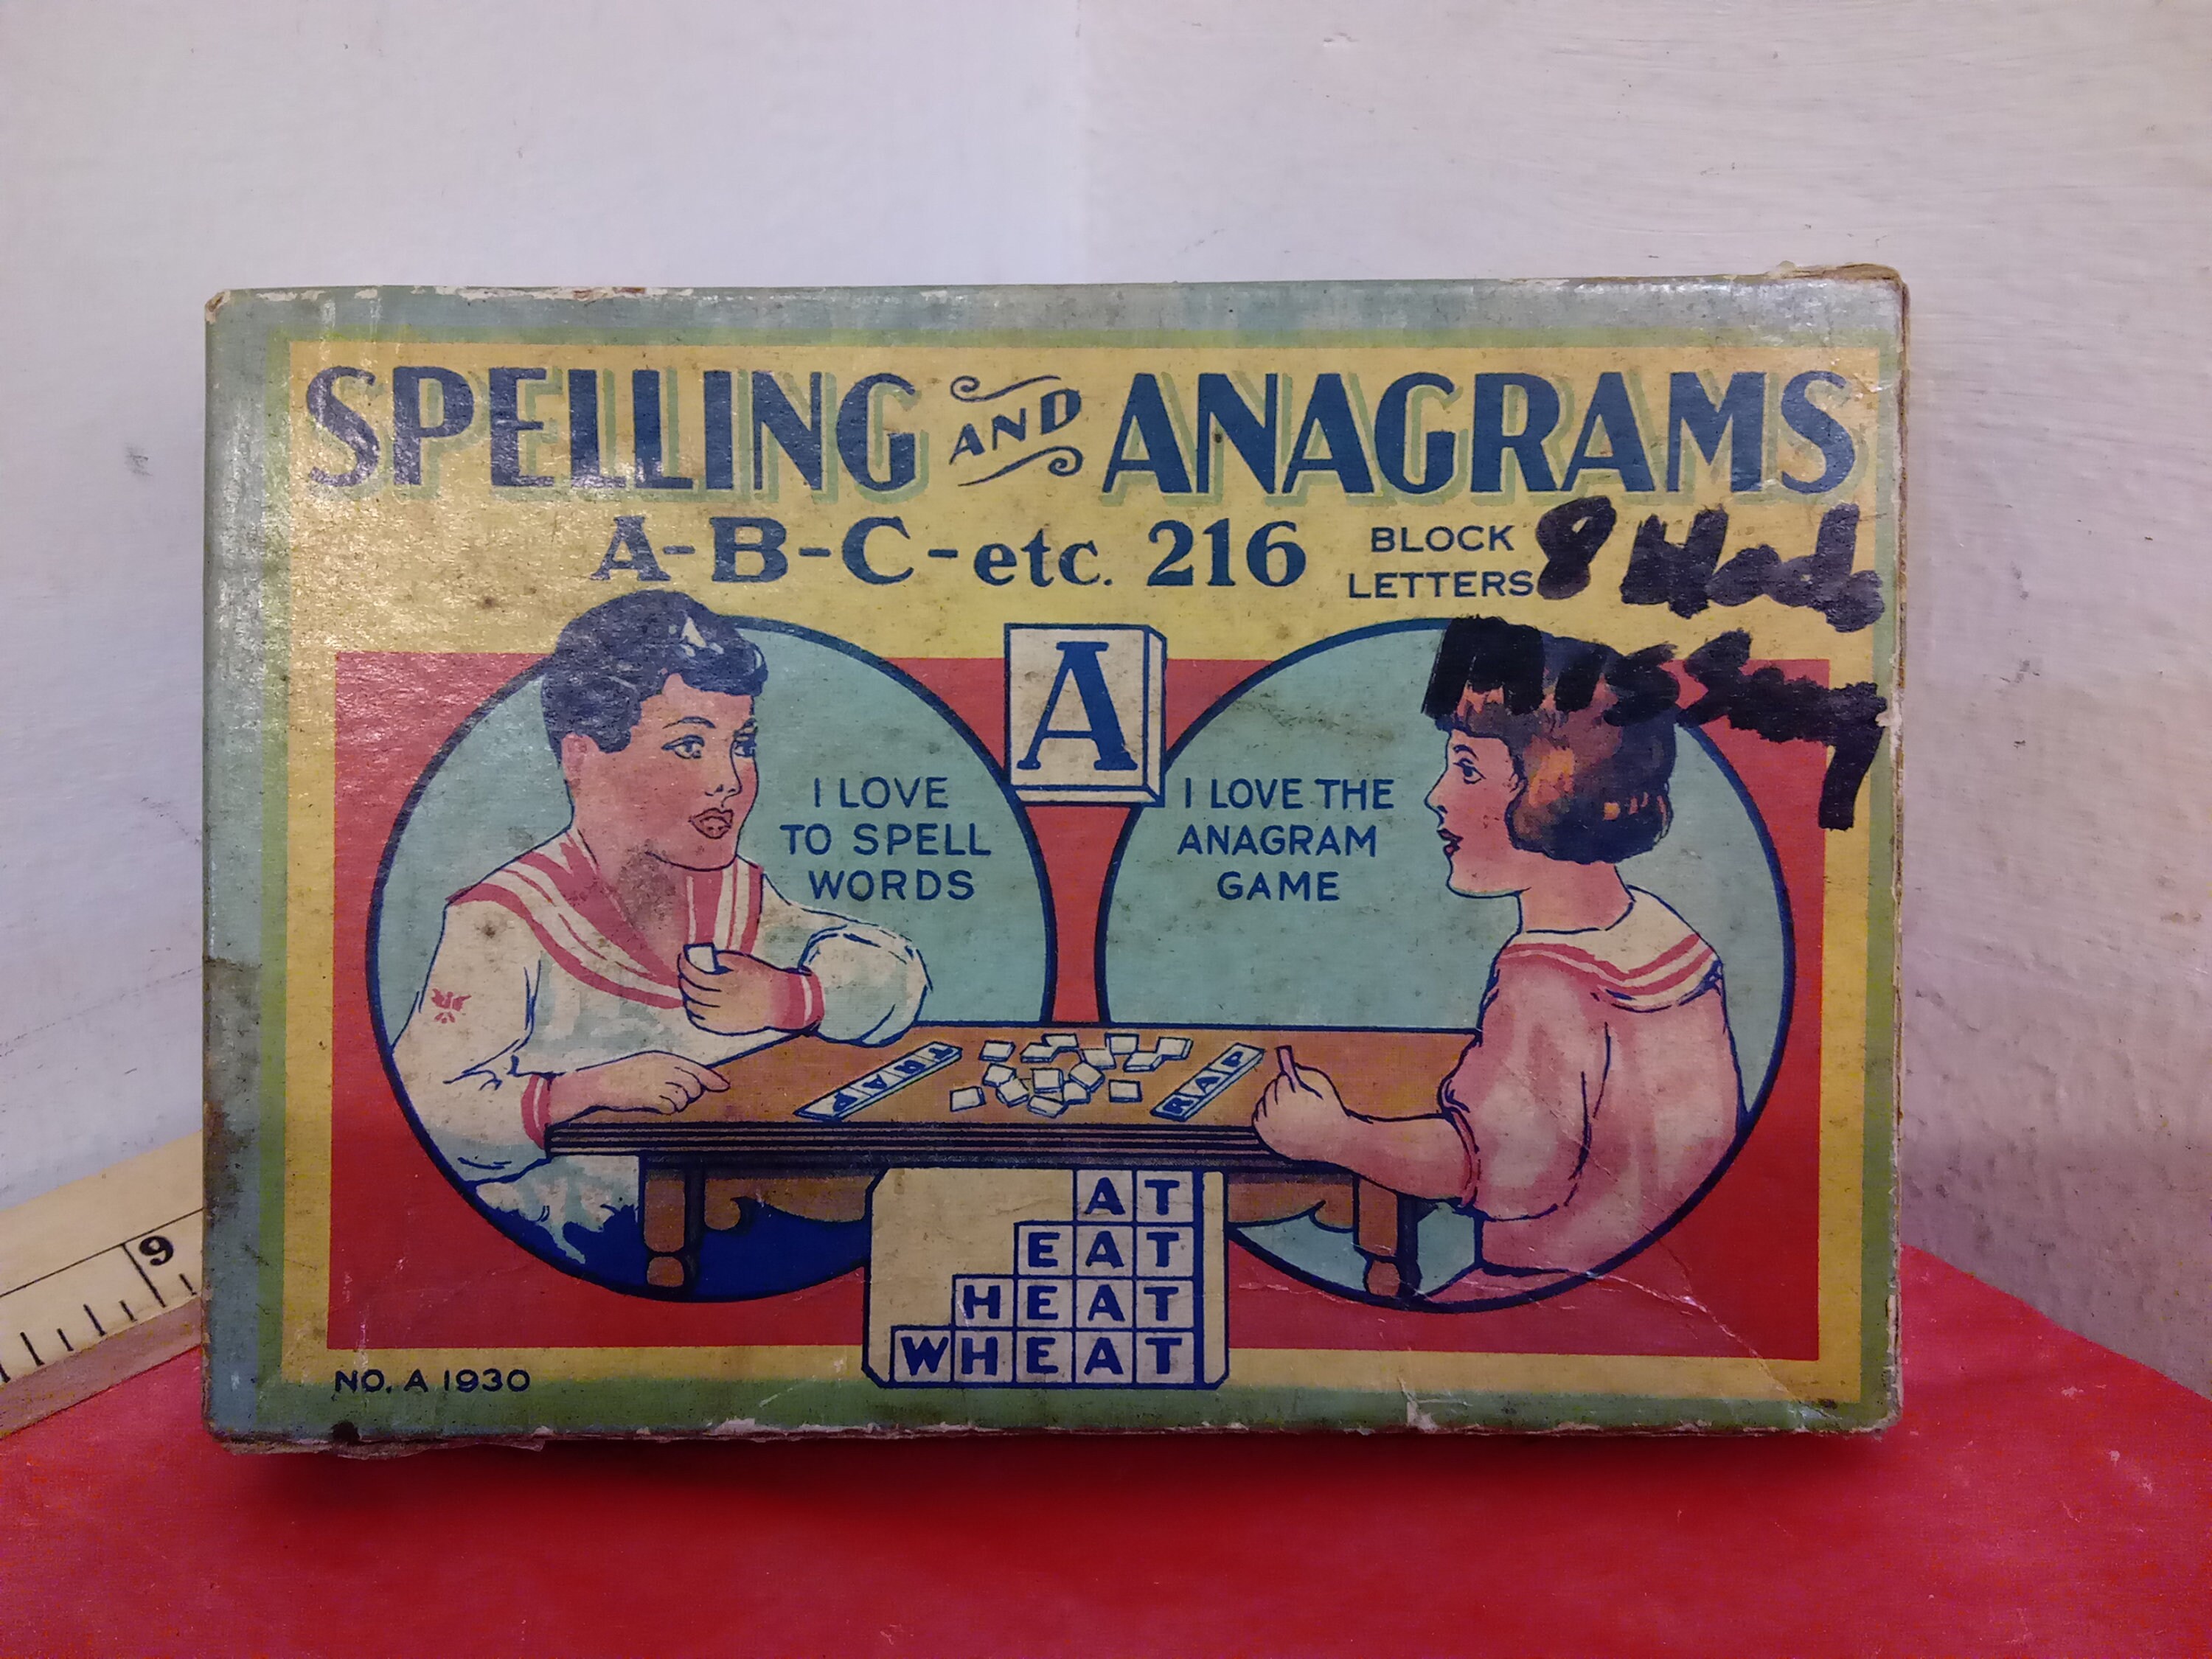 SPELLING AND ANAGRAMS
A-B-C-etc. 216 BLOCK LETTERS
8 Blocks
Missing
A
I LOVE
TO SPELL
WORDS
I LOVE THE
ANAGRAM
GAME
TRAP
RAP
AT
EAT
HEAT
WHEAT
NO. A 1930
9